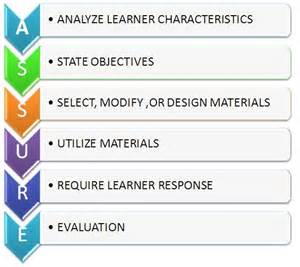 A
• ANALYZE LEARNER CHARACTERISTICS
S
• STATE OBJECTIVES
S
• SELECT, MODIFY ,OR DESIGN MATERIALS
U
• UTILIZE MATERIALS
R
• REQUIRE LEARNER RESPONSE
E
• EVALUATION